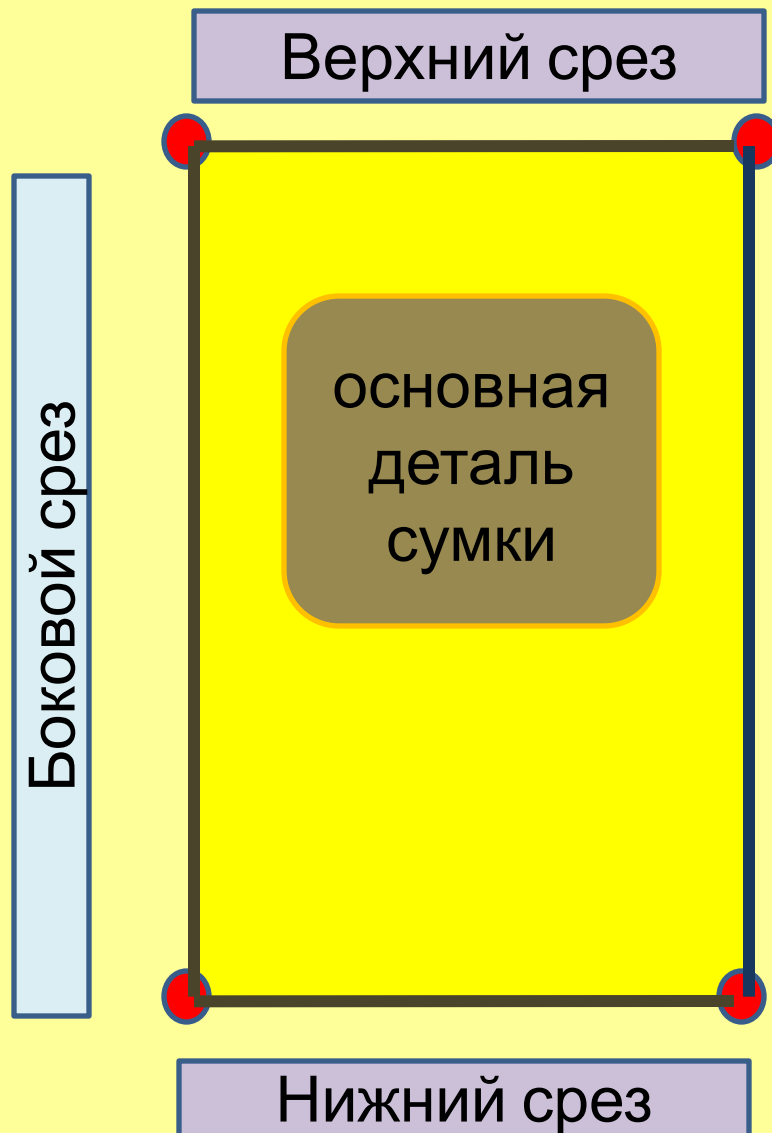 Верхний срез
Боковой срез
основная
деталь
сумки
Нижний срез